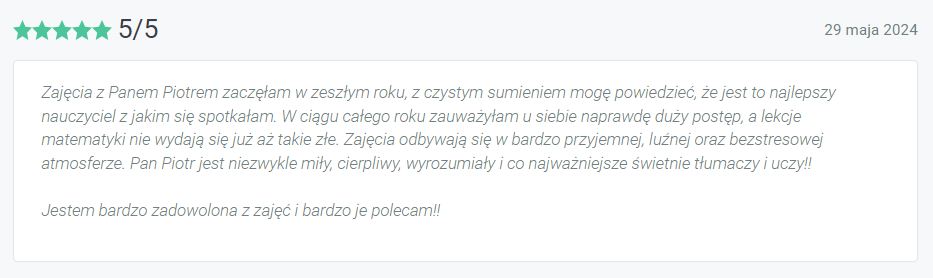 5/5
29 maja 2024
Zajęcia z Panem Piotrem zaczęłam w zeszłym roku, z czystym sumieniem mogę powiedzieć, że jest to najlepszy
nauczyciel z jakim się spotkałam. W ciągu całego roku zauważyłam u siebie naprawdę duży postęp, a lekcje
matematyki nie wydają się już aż takie złe. Zajęcia odbywają się w bardzo przyjemnej, luźnej oraz bezstresowej
atmosferze. Pan Piotr jest niezwykle miły, cierpliwy, wyrozumiały i co najważniejsze świetnie tłumaczy i uczy!!
Jestem bardzo zadowolona z zajęć i bardzo je polecam!!